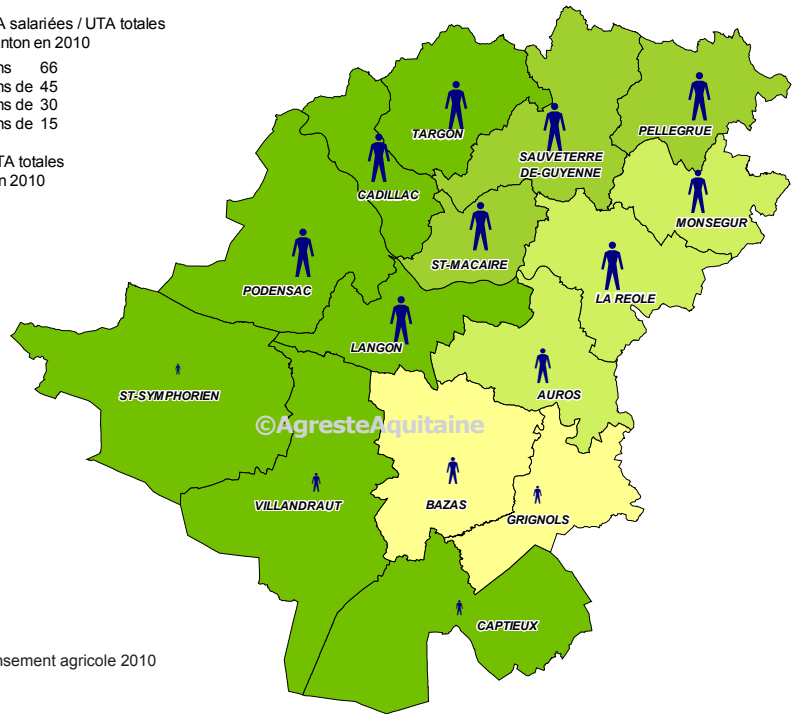 A salariées / UTA totales
anton en 2010
ns 66
ns de 45
ns de 30
ns de 15
TA totales
n 2010
TARGON
SAUVETERRE
DE-GUYENNE
PELLEGRUE
CADILLAC
MONSEGUR
ST-MACAIRE
PODENSAC
LA REOLE
LANGON
ST-SYMPHORIEN
AUROS
©AgresteAquitaine
VILLANDRAUT
BAZAS
GRIGNOLS
CAPTIEUX
nsement agricole 2010